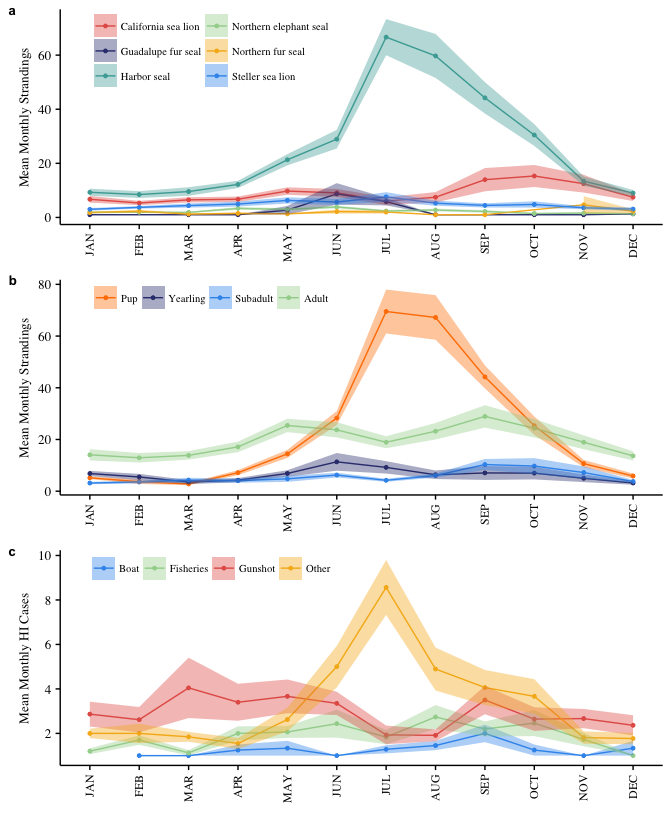 a
California sea lion Northern elephant seal
Guadalupe fur seal Northern fur seal
Harbor seal Steller sea lion
Mean Monthly Strandings
60
40
20
0
JAN FEB MAR APR MAY JUN JUL AUG SEP OCT NOV DEC
b
Pup Yearling Subadult Adult
Mean Monthly Strandings
80
60
40
20
0
JAN FEB MAR APR MAY JUN JUL AUG SEP OCT NOV DEC
c
Boat Fisheries Gunshot Other
Mean Monthly HI Cases
10
8
6
4
2
JAN FEB MAR APR MAY JUN JUL AUG SEP OCT NOV DEC